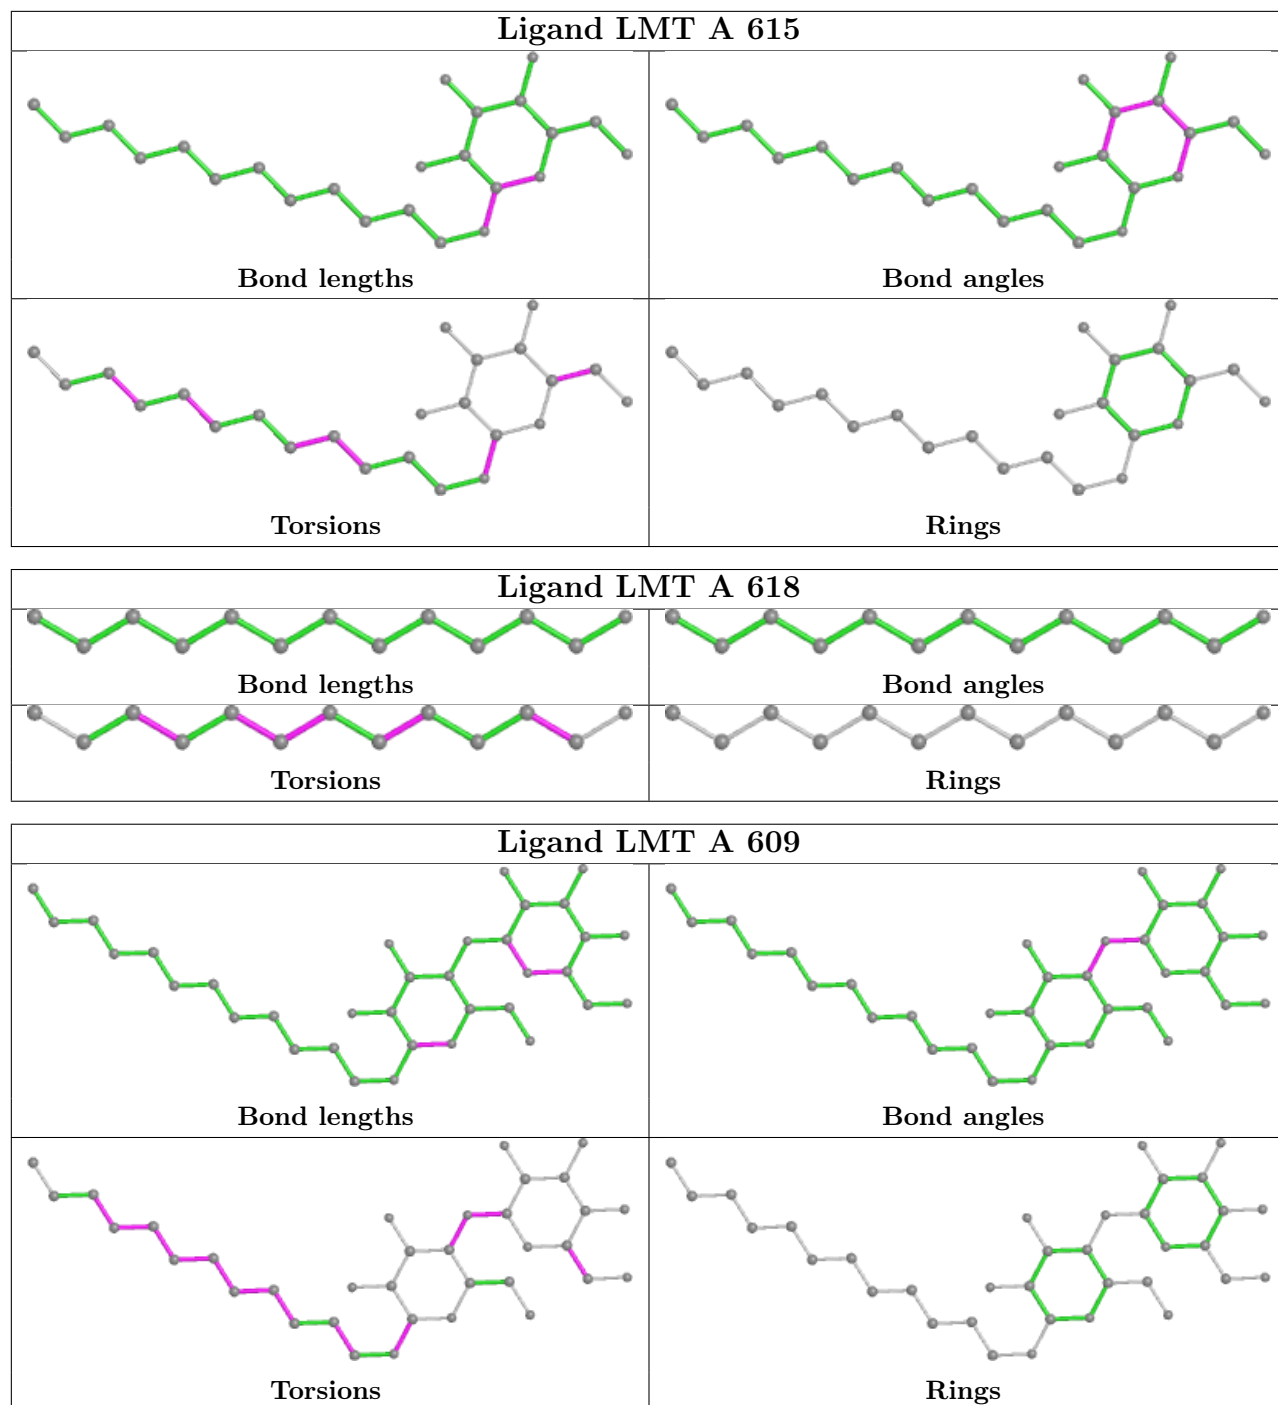 Ligand LMT A 615
Bond lengths
Bond angles
Torsions
Rings
Ligand LMT A 618
Bond lengths
Bond angles
Torsions
Rings
Ligand LMT A 609
Bond lengths
Bond angles
Torsions
Rings